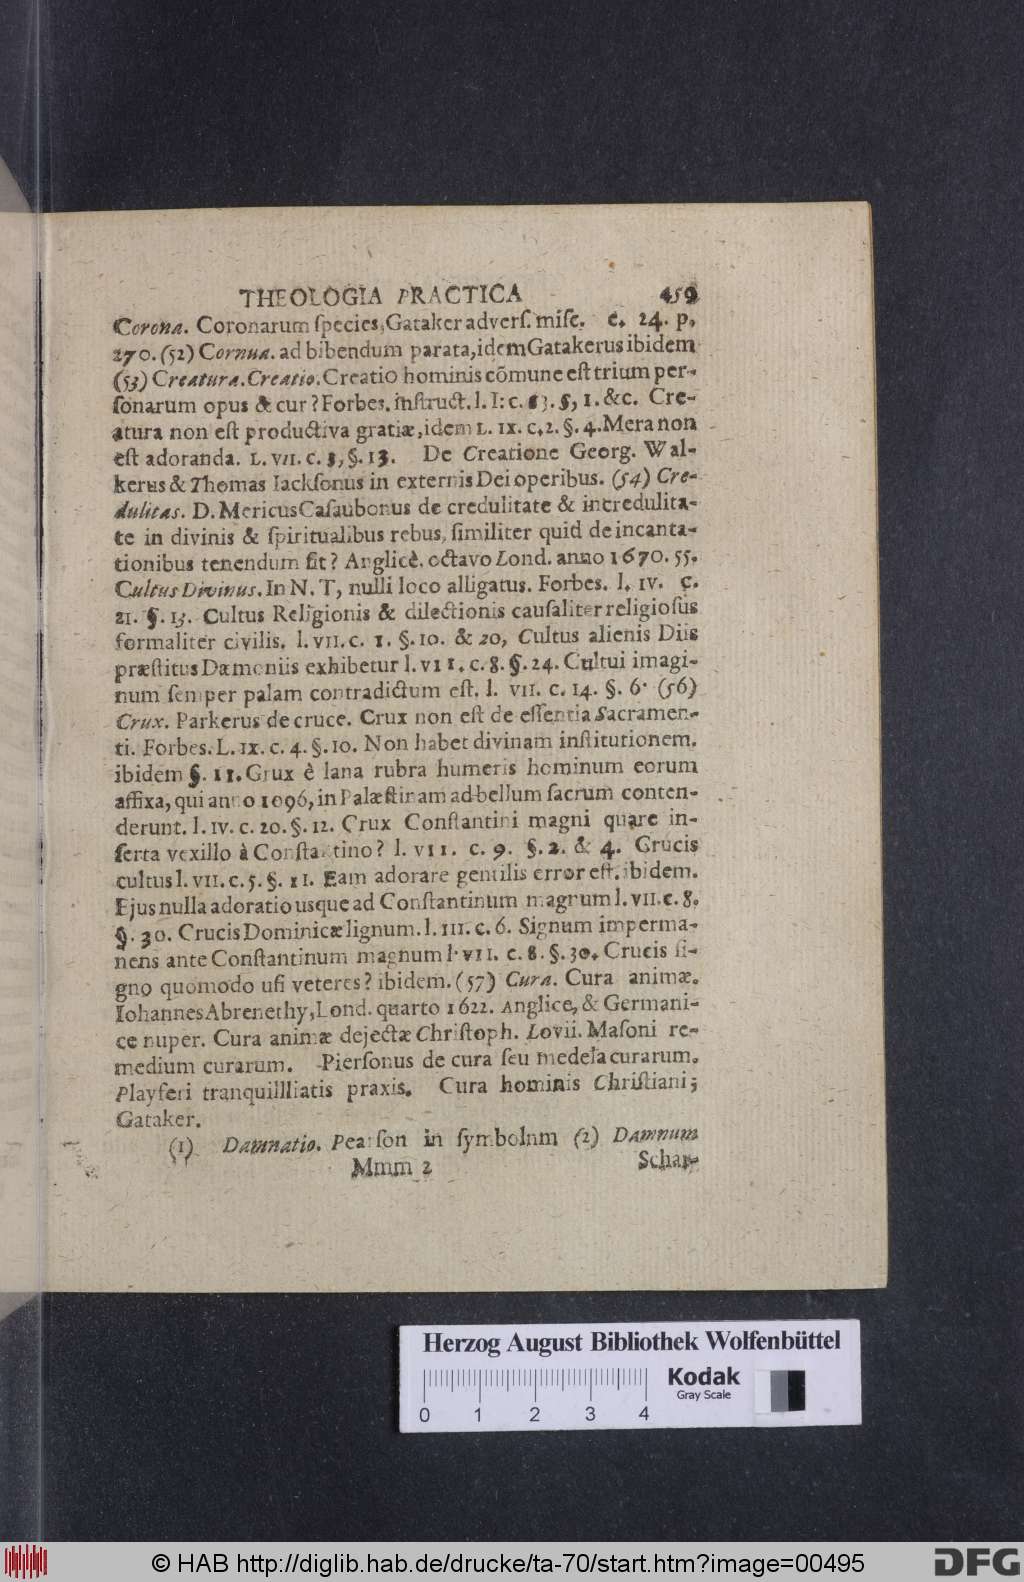 THEOLOGIA PRACTICA 459
Corona. Coronarum ſpecies, Gataker adverſ. miſc. c. 24. p.
270. (52) Cornua. ad bibendum parata, idem Gatakerus ibidem
(53) Creatura. Creatio. Creatio hominis cõmune eſt trium per-
ſonarum opus & cur? Forbes. inſtruct. l. I: c. 13. §, 1. &c. Cre-
atura non eſt productiva gratiæ, idem L. IX. c. 2. §. 4. Mera non
eſt adoranda. L. VII. c. 3, §. 13. De Creatione Georg. Wal-
kerus & Thomas Iackſonus in externis Dei operibus. (54) Cre-
dulitas. D. Mericus Caſaubonus de credulitate & incredulita-
te in divinis & ſpiritualibus rebus, ſimiliter quid de incanta-
tionibus tenendum ſit? Anglicè. octavo Lond. anno 1670. 55.
Cultus Divinus. In N. T, nulli loco alligatus. Forbes. l. IV. c.
21. §. 13. Cultus Religionis & dilectionis cauſaliter religioſus
formaliter civilis. l. VII. c. 1. §. 10. & 20, Cultus alienis Diis
præſtitus Dæmoniis exhibetur l. VII. c. 8. §. 24. Cultui imagi-
num ſemper palam contradictum eſt. l. VII. c. 14. §. 6. (56)
Crux. Parkerus de cruce. Crux non eſt de eſſentia Sacramen-
ti. Forbes. L. IX. c. 4. §. 10. Non habet divinam inſtitutionem.
ibidem §. 11. Grux è lana rubra humeris hominum eorum
affixa, qui anno 1096, in Palæſtinam ad bellum ſacrum conten-
derunt. l. IV. c. 20. §. 12. Crux Conſtantini magni quare in-
ſerta vexillo à Conſtantino? l. VII. c. 9. §. 2. & 4. Crucis
cultus l. VII. c. 5. §. 11. Eam adorare gentilis error eſt. ibidem.
Ejus nulla adoratio usque ad Conſtantinum magnum l. VII. c. 8.
§. 30. Crucis Dominicæ lignum. l. III. c. 6. Signum imperma-
nens ante Conſtantinum magnum l. VII. c. 8. §. 30. Crucis ſi-
gno quomodo uſi veteres? ibidem. (57) Cura. Cura animæ.
Iohannes Abrenethy, Lond. quarto 1622. Anglice, & Germani-
ce nuper. Cura animæ dejectæ Chriſtoph. Lovii. Maſoni re-
medium curarum. Pierſonus de cura ſeu medela curarum.
Playferi tranquillliatis praxis. Cura hominis Chriſtiani;
Gataker.
(1) Damnatio. Pearſon in ſymbolnm (2) Damnum
Mmm 2 Schar-
Herzog August Bibliothek Wolfenbüttel
Kodak
Gray Scale
0 1 2 3 4
© HAB http://diglib.hab.de/drucke/ta-70/start.htm?image=00495
DFG